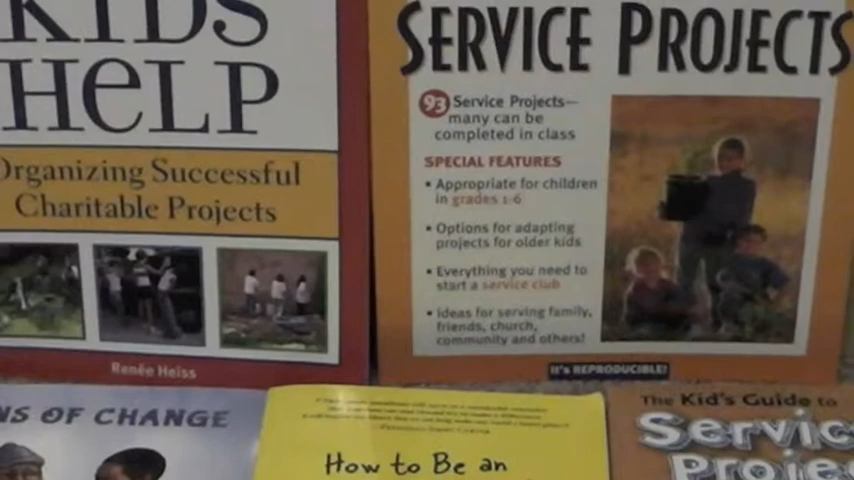 KIDS
HELP
Organizing Successful
Charitable Projects
Renée Heiss
SERVICE PROJECTS
93 Service Projects—
many can be
completed in class
SPECIAL FEATURES
• Appropriate for children
in grades 1-6
• Options for adapting
projects for older kids
• Everything you need to
start a service club
• Ideas for serving family,
friends, church,
community and others!
It's REPRODUCIBLE!
NS OF CHANGE
How to Be an
The Kid's Guide to
Servic
Projec